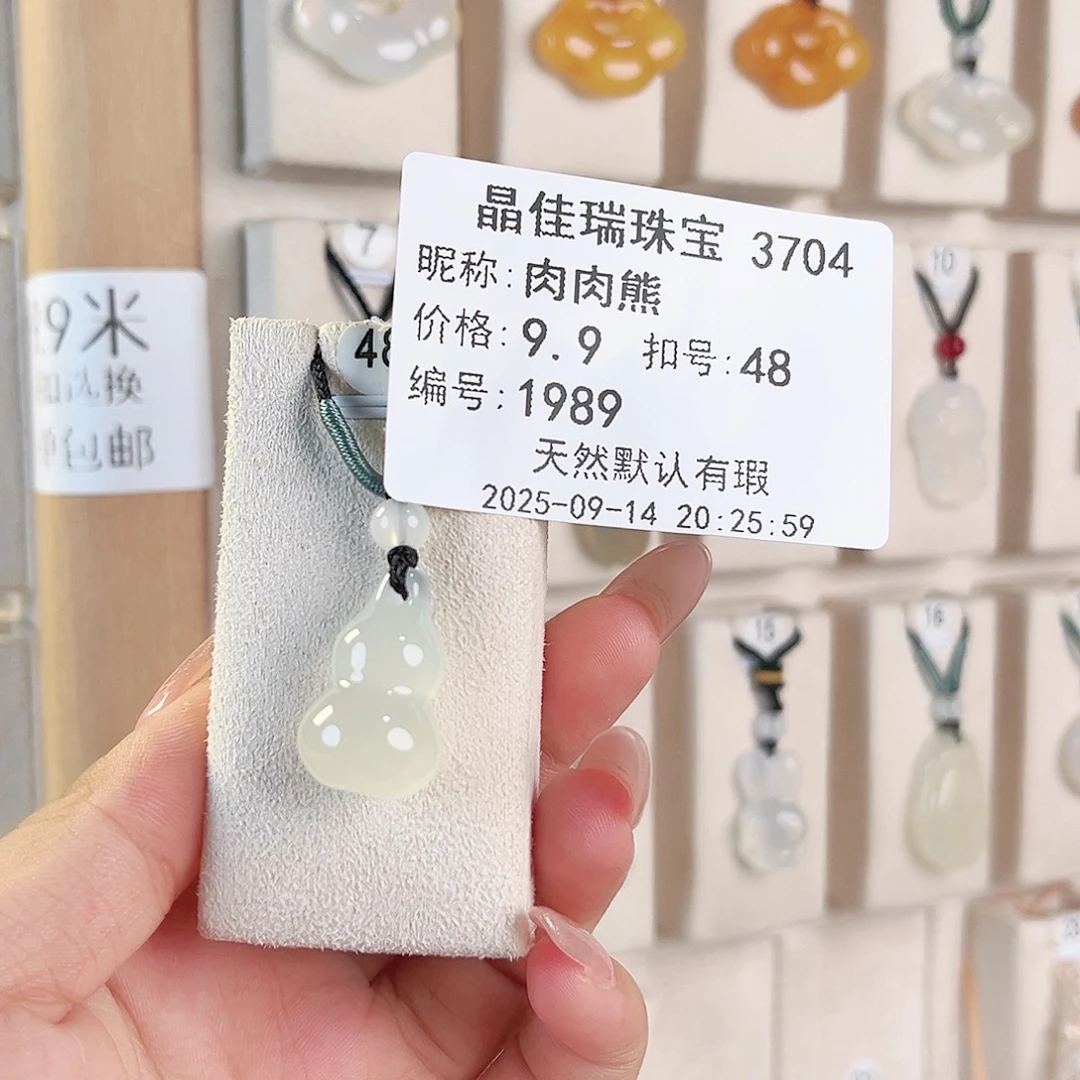 晶佳瑞珠宝 3704
昵称:肉肉熊
价格:9.9 扣号:48
编号:1989
天然默认有瑕
2025-09-14 20:25:59
48
7
10
15
16
.9米
换
包邮